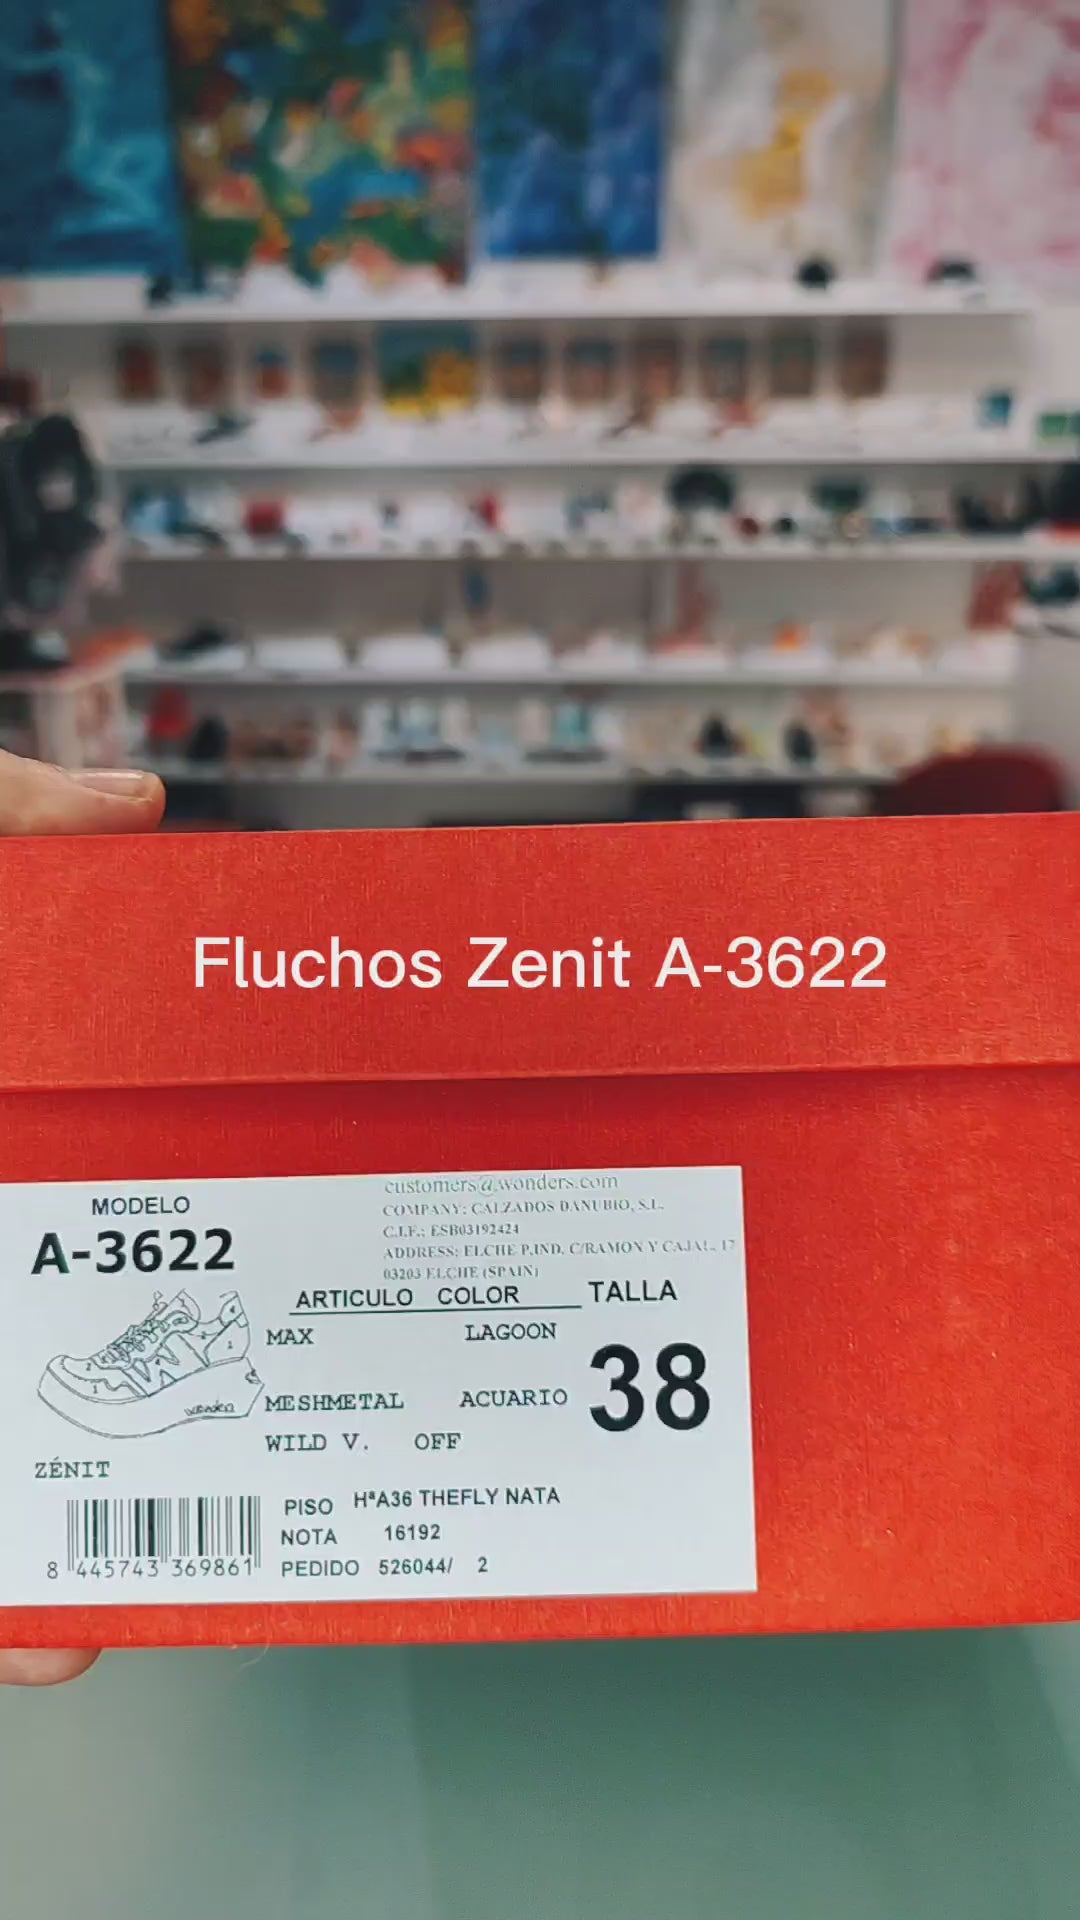 Fluchos Zenit A-3622
MODELO
A-3622
customers@wonders.com
COMPANY: CALZADOS DANUBIO, S.L.
C.I.F.: ESB03192424
ADDRESS: ELCHE P.IND. C/RAMON Y CAJAL, 17
03203 ELCHE (SPAIN)
ARTICULO COLOR TALLA
MAX LAGOON
38
MESHMETAL ACUARIO
WILD V. OFF
wonders
ZÉNIT
PISO HªA36 THEFLY NATA
NOTA 16192
PEDIDO 526044/ 2
8 445743 369861